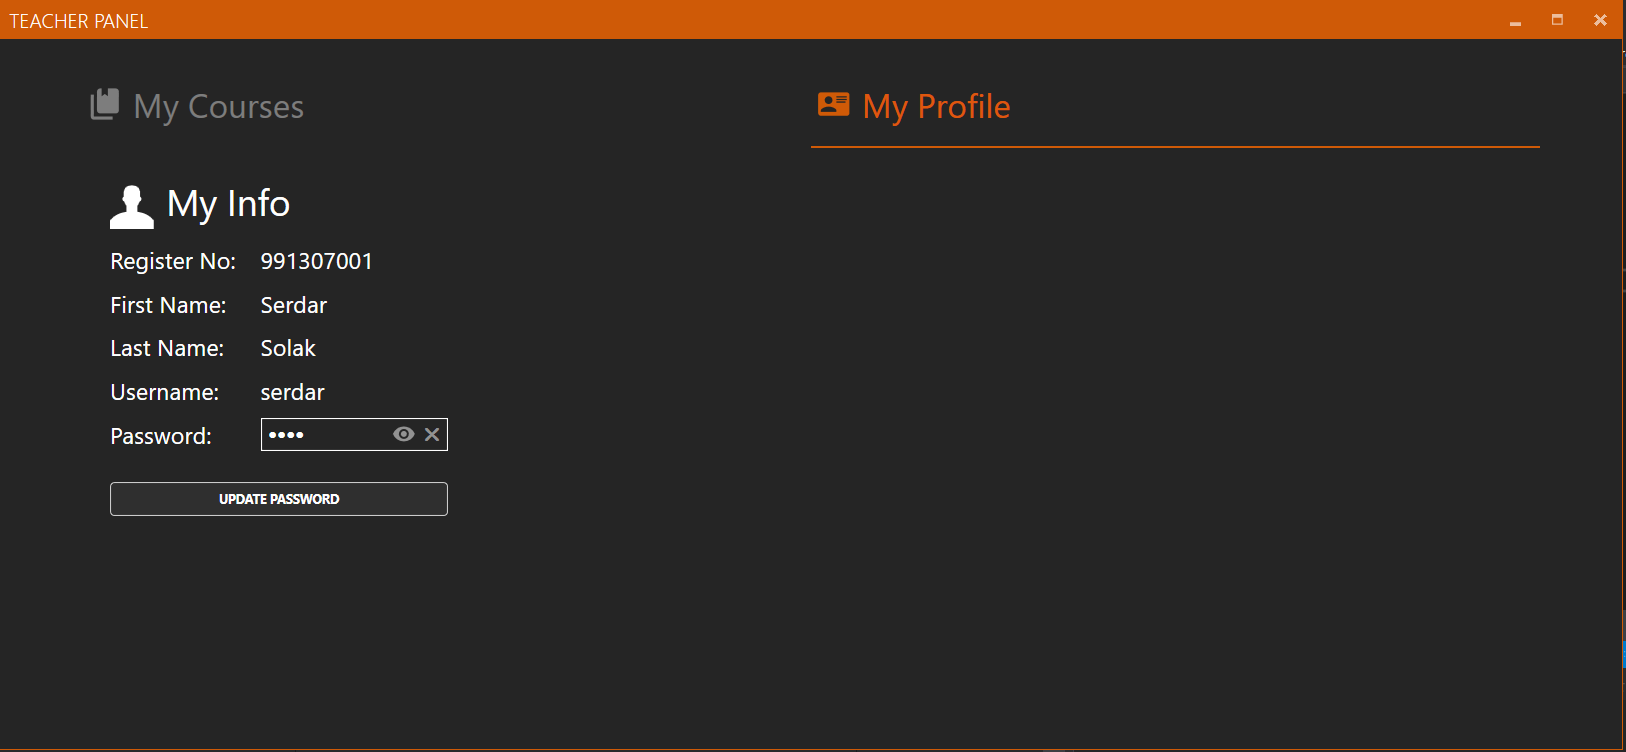 TEACHER PANEL
My Courses
My Profile
My Info
Register No: 991307001
First Name: Serdar
Last Name: Solak
Username: serdar
Password: ••••
UPDATE PASSWORD